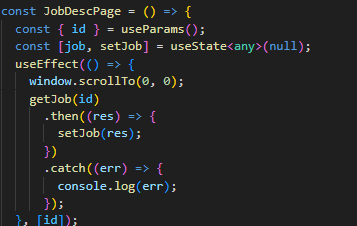 const JobDescPage = () => {
const { id } = useParams();
const [job, setJob] = useState<any>(null);
useEffect(() => {
window.scrollTo(0, 0);
getJob(id)
.then((res) => {
setJob(res);
})
.catch((err) => {
console.log(err);
});
}, [id]);